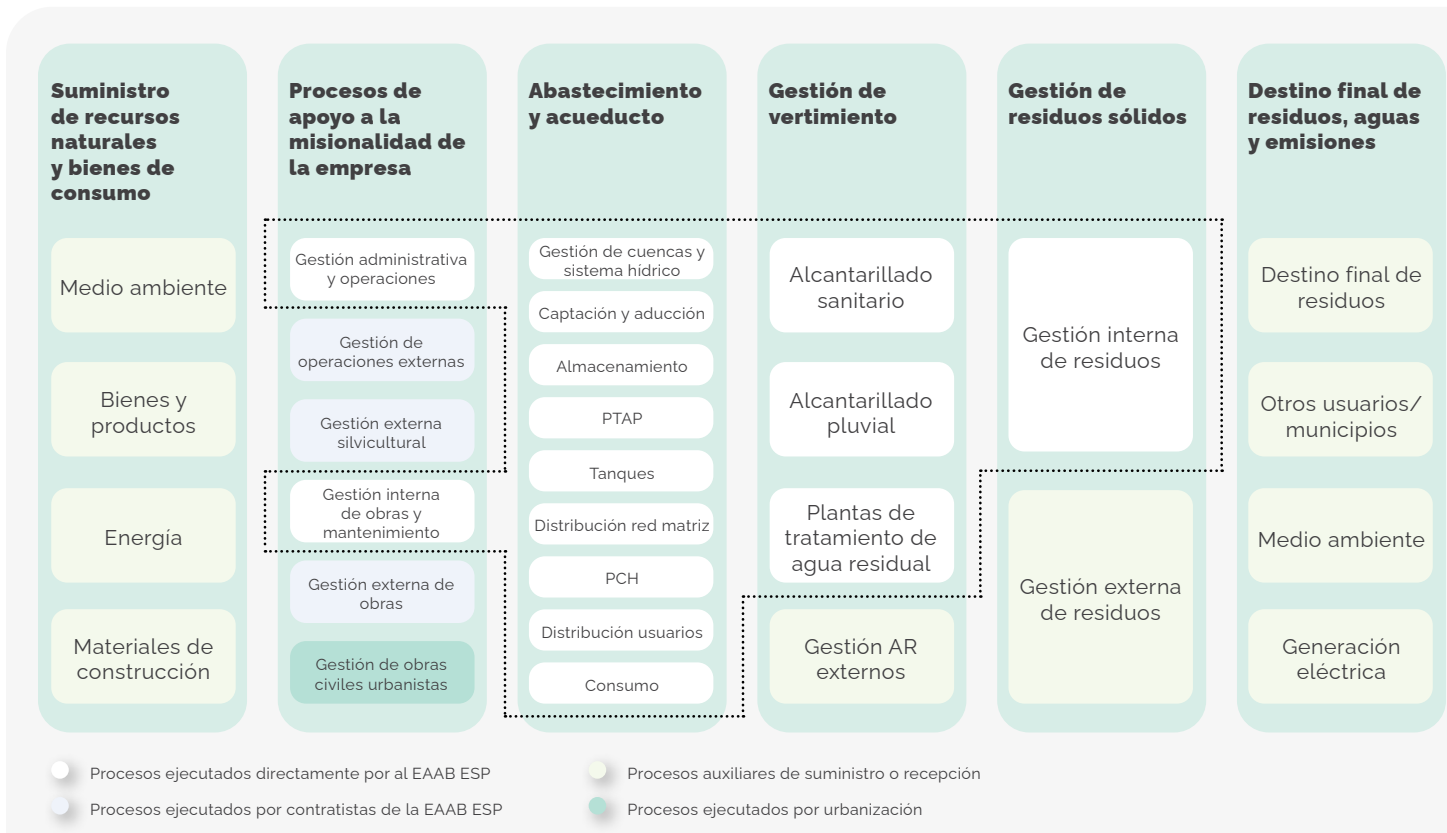 Suministro
de recursos
naturales
y bienes de
consumo
Medio ambiente
Bienes y
productos
Energía
Materiales de
construcción
Procesos de
apoyo a la
misionalidad de
la empresa
Gestión administrativa
y operaciones
Gestión de
operaciones externas
Gestión externa
silvicultural
Gestión interna
de obras y
mantenimiento
Gestión externa de
obras
Gestión de obras
civiles urbanistas
Abastecimiento
y acueducto
Gestión de cuencas y
sistema hídrico
Captación y aducción
Almacenamiento
PTAP
Tanques
Distribución red matriz
PCH
Distribución usuarios
Consumo
Gestión de
vertimiento
Alcantarillado
sanitario
Alcantarillado
pluvial
Plantas de
tratamiento de
agua residual
Gestión AR
externos
Gestión de
residuos sólidos
Gestión interna
de residuos
Gestión externa
de residuos
Destino final de
residuos, aguas
y emisiones
Destino final de
residuos
Otros usuarios/
municipios
Medio ambiente
Generación
eléctrica
Procesos ejecutados directamente por al EAAB ESP
Procesos ejecutados por contratistas de la EAAB ESP
Procesos auxiliares de suministro o recepción
Procesos ejecutados por urbanización